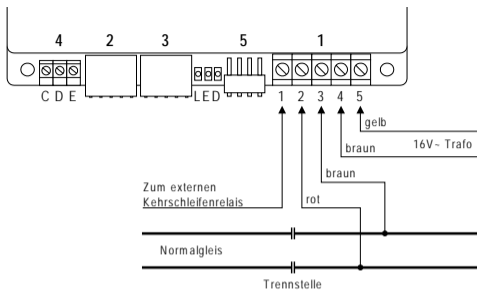 4 2 3 5 1
C D E LED 1 2 3 4 5
gelb
braun 16V~ Trafo
braun
Zum externen
Kehrschleifenrelais rot
Normalgleis
Trennstelle